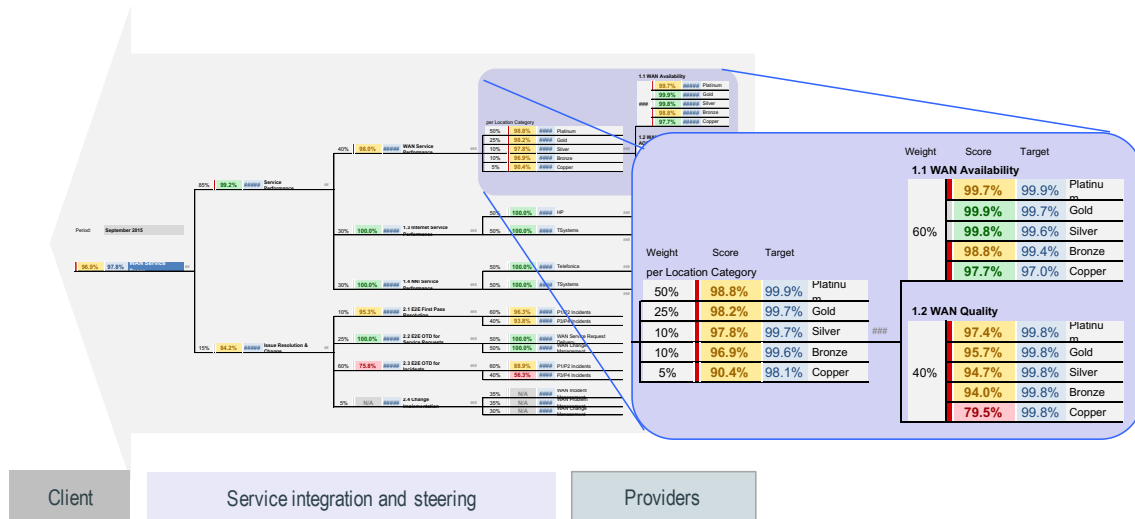 1.1 WAN Availability
99.7% ##### Platinum
99.9% ##### Gold
### 99.8% ##### Silver
98.8% ##### Bronze
97.7% ##### Copper
per Location Category
50% 98.8% #### Platinum
25% 98.2% #### Gold
10% 97.8% #### Silver
10% 96.9% #### Bronze
5% 90.4% #### Copper
40% 98.0% ##### WAN Service Performance ###
85% 99.2% ##### Service Performance ##
50% 100.0% #### HP ###
30% 100.0% ##### 1.3 Internet Service Performance ###
50% 100.0% #### TSystems
###
Period: September 2015
96.9% 97.8% WAN Service ##
50% 100.0% #### Telefonica ###
30% 100.0% ##### 1.4 NNI Service Performance ###
50% 100.0% #### TSystems
###
10% 95.3% ##### 2.1 E2E First Pass
60% 96.3% #### P1/P2 Incidents
40% 93.8% #### P3/P4 Incidents
25% 100.0% ##### 3.2 E2E OTD for Service Requests
50% 100.0% #### WAN Service Request
50% 100.0% #### WAN Change
15% 84.2% ##### Issue Resolution & Change
60% 75.8% ##### 2.3 E2E OTD for Incidents
60% 88.9% #### P1/P2 Incidents
40% 56.3% #### P3/P4 Incidents
5% N/A ##### 2.4 Change Implementation
35% N/A #### WAN Incident
35% N/A #### WAN Problem
30% N/A #### WAN Change
Weight Score Target
per Location Category
50% 98.8% 99.9% Platinum
25% 98.2% 99.7% Gold
10% 97.8% 99.7% Silver ###
10% 96.9% 99.6% Bronze
5% 90.4% 98.1% Copper
Weight Score Target
1.1 WAN Availability
99.7% 99.9% Platinum
99.9% 99.7% Gold
60% 99.8% 99.6% Silver
98.8% 99.4% Bronze
97.7% 97.0% Copper
1.2 WAN Quality
97.4% 99.8% Platinum
95.7% 99.8% Gold
40% 94.7% 99.8% Silver
94.0% 99.8% Bronze
79.5% 99.8% Copper
Client
Service integration and steering
Providers